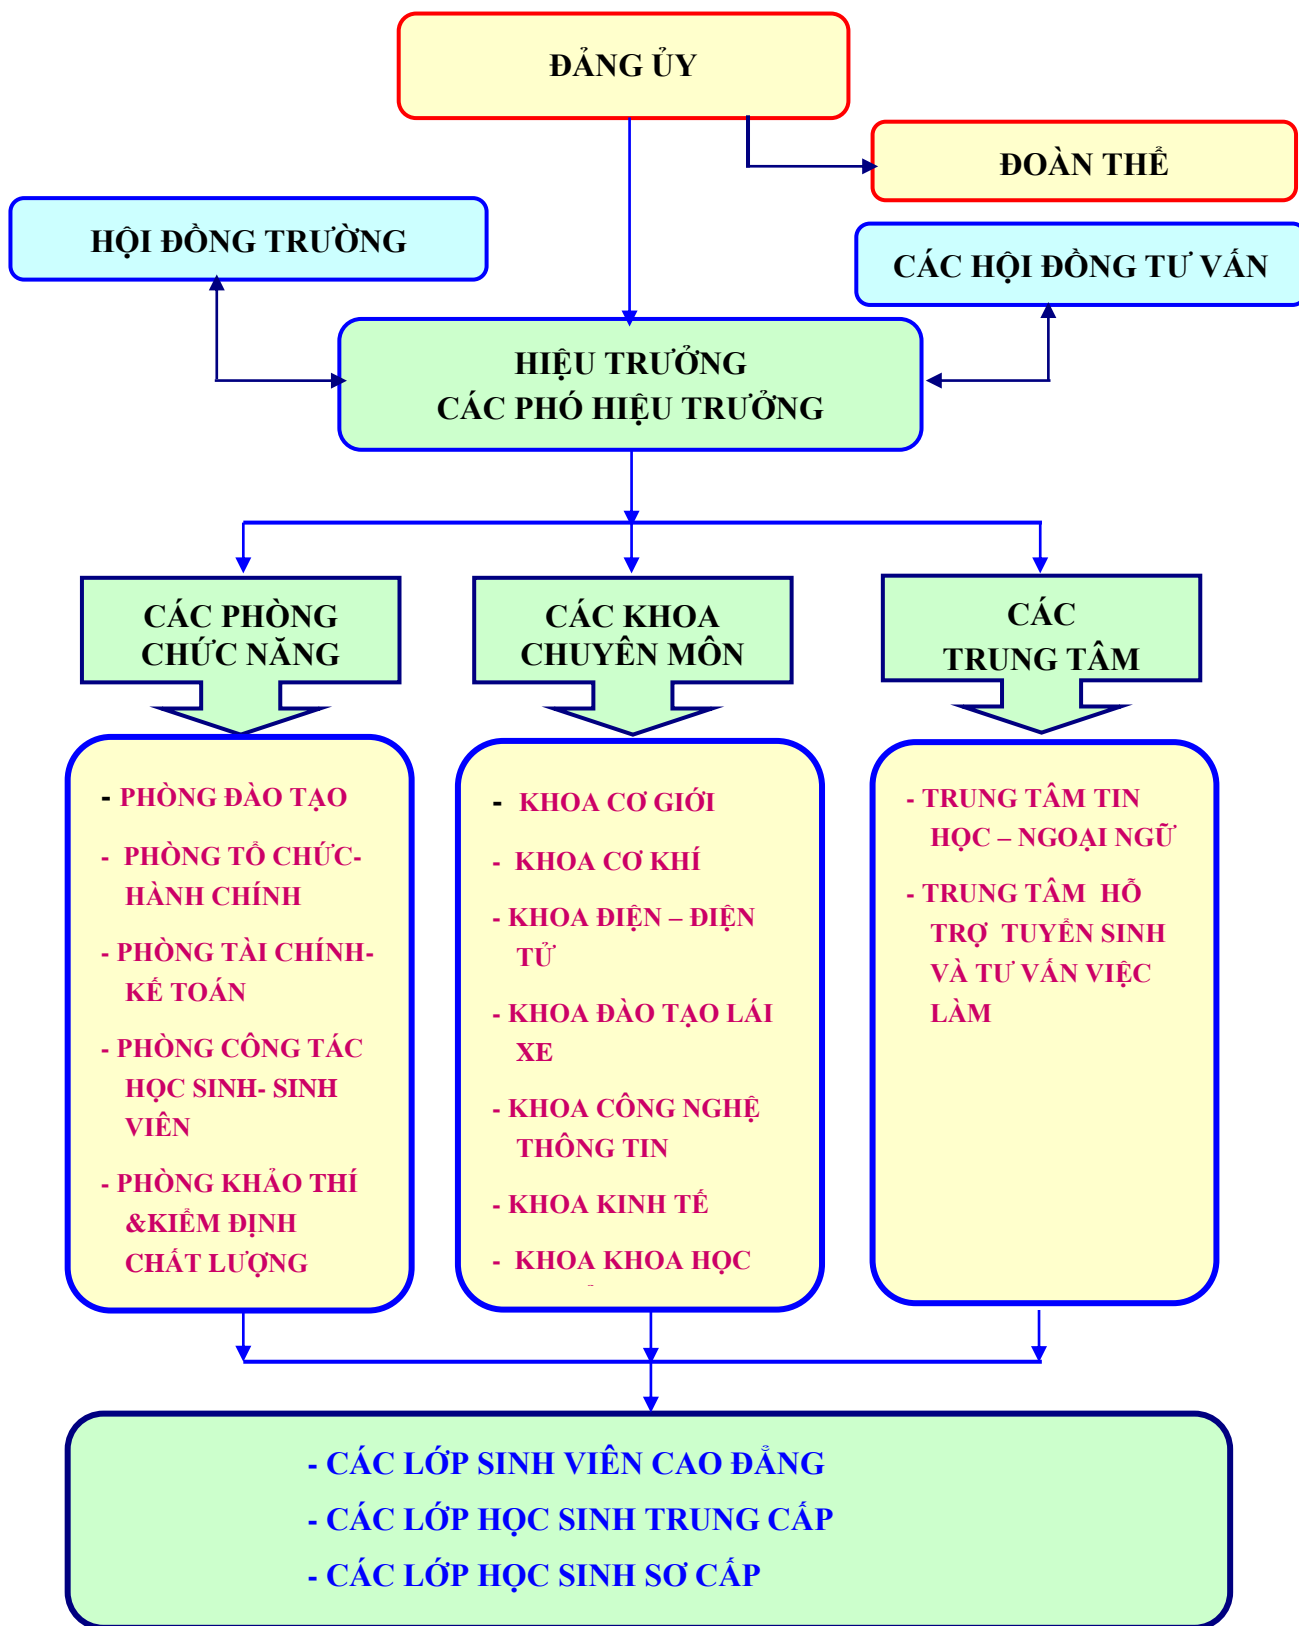 ĐẢNG ỦY
ĐOÀN THỂ
HỘI ĐỒNG TRƯỜNG
CÁC HỘI ĐỒNG TƯ VẤN
HIỆU TRƯỞNG
CÁC PHÓ HIỆU TRƯỞNG
CÁC PHÒNG
CHỨC NĂNG
CÁC KHOA
CHUYÊN MÔN
CÁC
TRUNG TÂM
- PHÒNG ĐÀO TẠO
- PHÒNG TỔ CHỨC-
HÀNH CHÍNH
- PHÒNG TÀI CHÍNH-
KẾ TOÁN
- PHÒNG CÔNG TÁC
HỌC SINH- SINH
VIÊN
- PHÒNG KHẢO THÍ
&KIỂM ĐỊNH
CHẤT LƯỢNG
- KHOA CƠ GIỚI
- KHOA CƠ KHÍ
- KHOA ĐIỆN – ĐIỆN
TỬ
- KHOA ĐÀO TẠO LÁI
XE
- KHOA CÔNG NGHỆ
THÔNG TIN
- KHOA KINH TẾ
- KHOA KHOA HỌC
- TRUNG TÂM TIN
HỌC – NGOẠI NGỮ
- TRUNG TÂM HỖ
TRỢ TUYỂN SINH
VÀ TƯ VẤN VIỆC
LÀM
- CÁC LỚP SINH VIÊN CAO ĐẲNG
- CÁC LỚP HỌC SINH TRUNG CẤP
- CÁC LỚP HỌC SINH SƠ CẤP